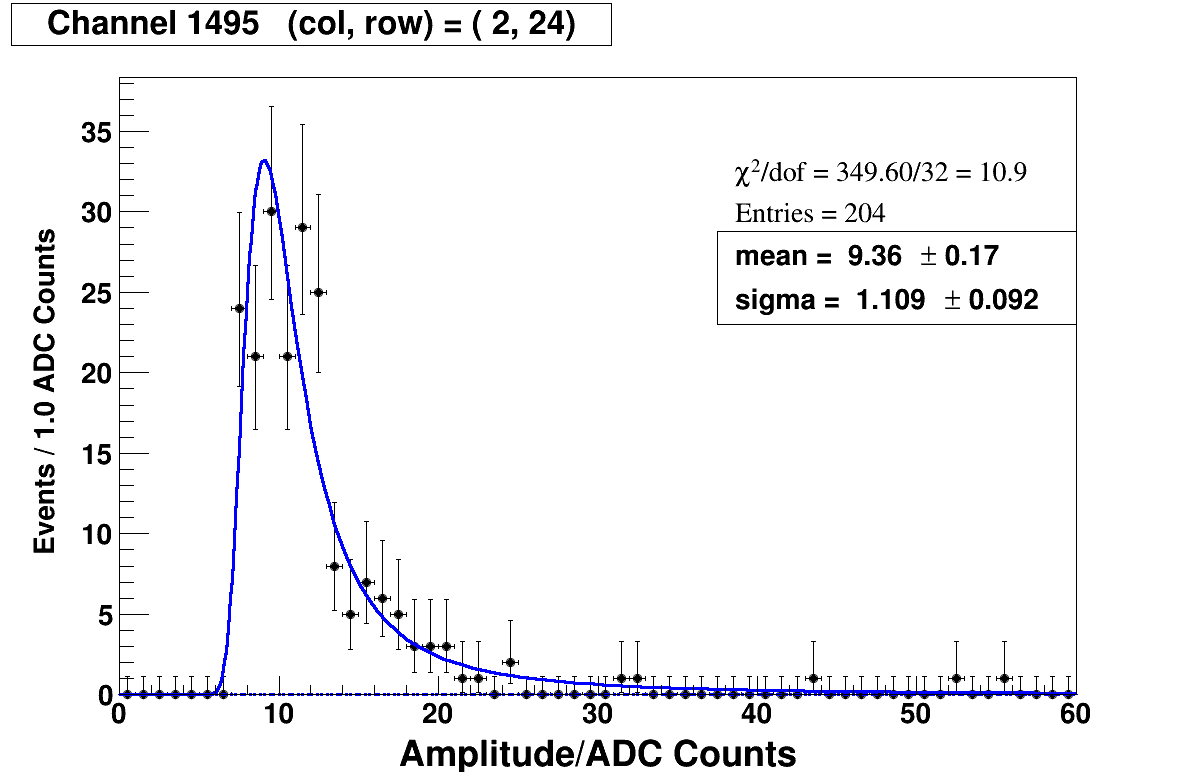 Channel 1495 (col, row) = ( 2, 24)
χ²/dof = 349.60/32 = 10.9
Entries = 204
mean = 9.36 ± 0.17
sigma = 1.109 ± 0.092
Events / 1.0 ADC Counts
35
30
25
20
15
10
5
0
0 10 20 30 40 50 60
Amplitude/ADC Counts